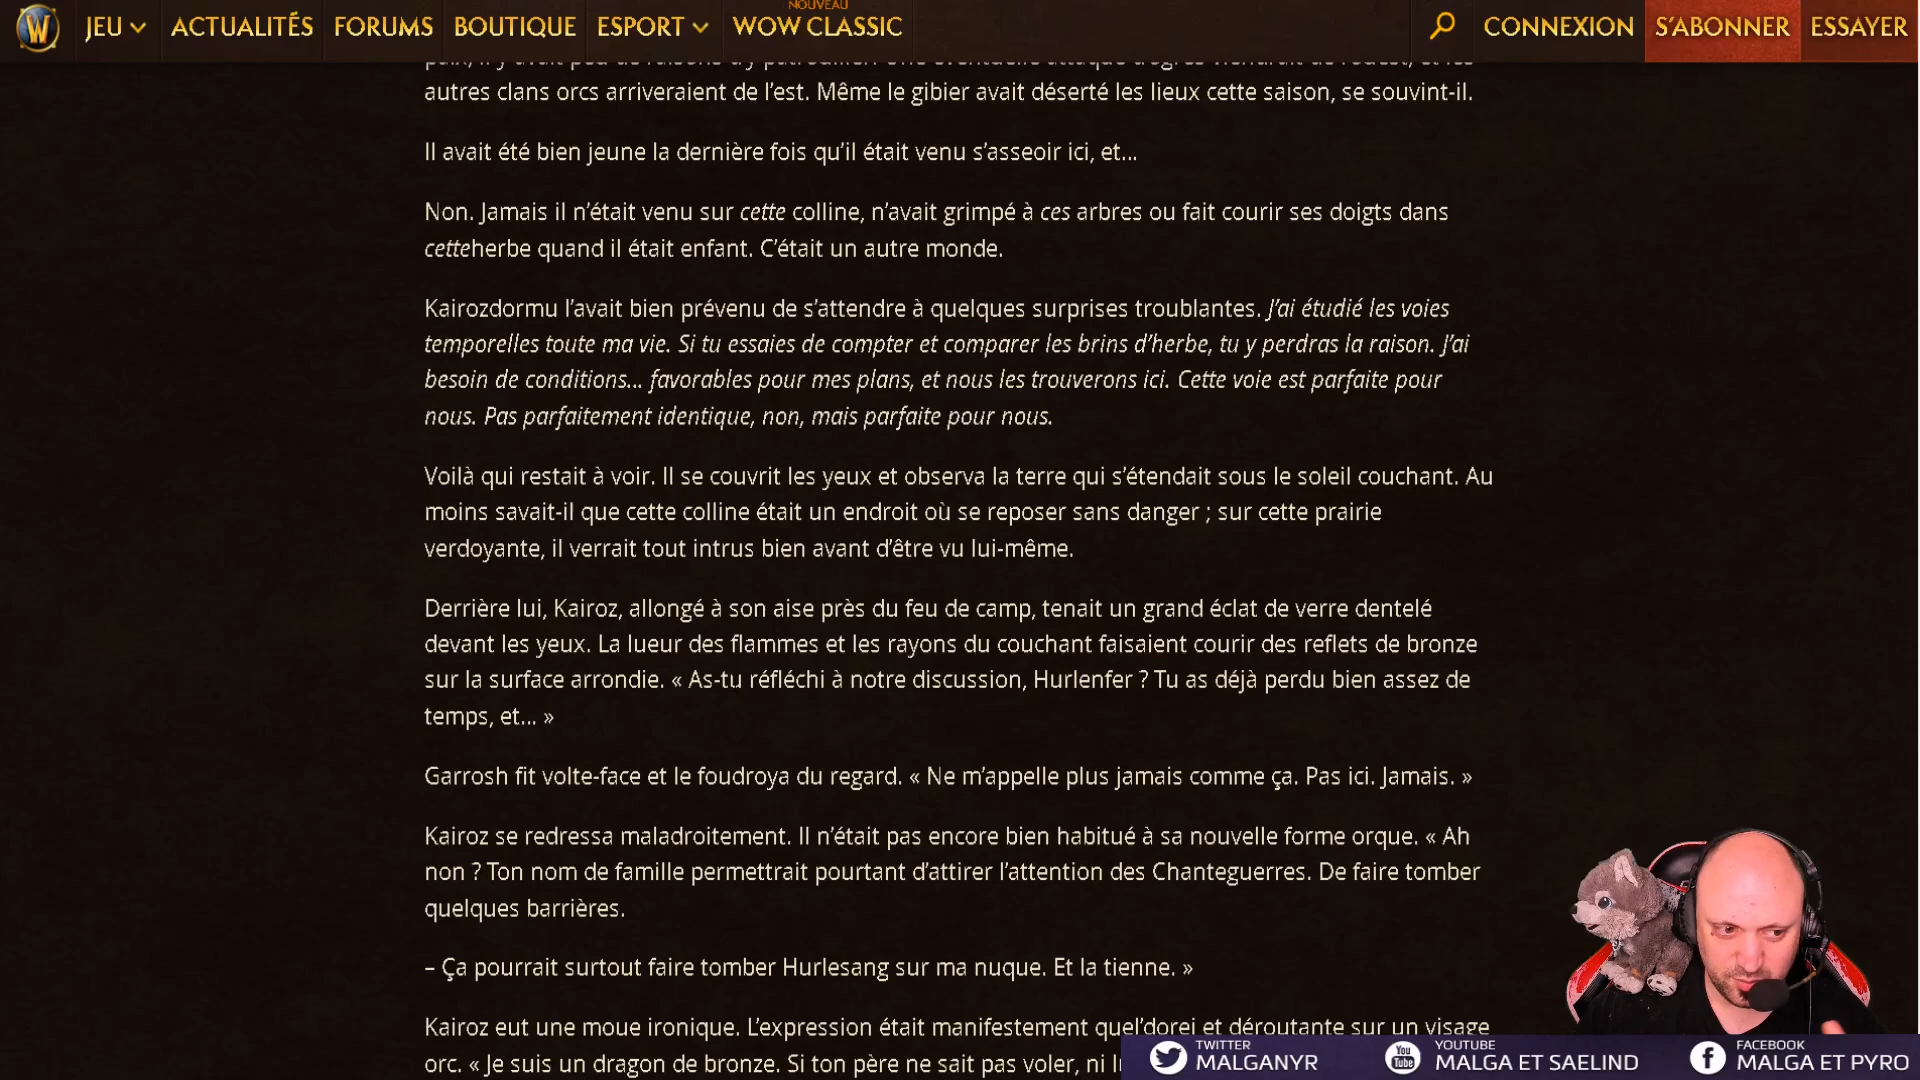 NOUVEAU
JEU ACTUALITÉS FORUMS BOUTIQUE ESPORT WOW CLASSIC CONNEXION S'ABONNER ESSAYER
autres clans orcs arriveraient de l'est. Même le gibier avait déserté les lieux cette saison, se souvint-il.
Il avait été bien jeune la dernière fois qu'il était venu s'asseoir ici, et...
Non. Jamais il n'était venu sur cette colline, n'avait grimpé à ces arbres ou fait courir ses doigts dans
cetteherbe quand il était enfant. C'était un autre monde.
Kairozdormu l'avait bien prévenu de s'attendre à quelques surprises troublantes. J'ai étudié les voies
temporelles toute ma vie. Si tu essaies de compter et comparer les brins d'herbe, tu y perdras la raison. J'ai
besoin de conditions... favorables pour mes plans, et nous les trouverons ici. Cette voie est parfaite pour
nous. Pas parfaitement identique, non, mais parfaite pour nous.
Voilà qui restait à voir. Il se couvrit les yeux et observa la terre qui s'étendait sous le soleil couchant. Au
moins savait-il que cette colline était un endroit où se reposer sans danger ; sur cette prairie
verdoyante, il verrait tout intrus bien avant d'être vu lui-même.
Derrière lui, Kairoz, allongé à son aise près du feu de camp, tenait un grand éclat de verre dentelé
devant les yeux. La lueur des flammes et les rayons du couchant faisaient courir des reflets de bronze
sur la surface arrondie. « As-tu réfléchi à notre discussion, Hurlenfer ? Tu as déjà perdu bien assez de
temps, et... »
Garrosh fit volte-face et le foudroya du regard. « Ne m'appelle plus jamais comme ça. Pas ici. Jamais. »
Kairoz se redressa maladroitement. Il n'était pas encore bien habitué à sa nouvelle forme orque. « Ah
non ? Ton nom de famille permettrait pourtant d'attirer l'attention des Chanteguerres. De faire tomber
quelques barrières.
– Ça pourrait surtout faire tomber Hurlesang sur ma nuque. Et la tienne. »
Kairoz eut une moue ironique. L'expression était manifestement quel'dorei et déroutante sur un visage
orc. « Je suis un dragon de bronze. Si ton père ne sait pas voler, ni
TWITTER
MALGANYR
YOUTUBE
MALGA ET SAELIND
FACEBOOK
MALGA ET PYRO